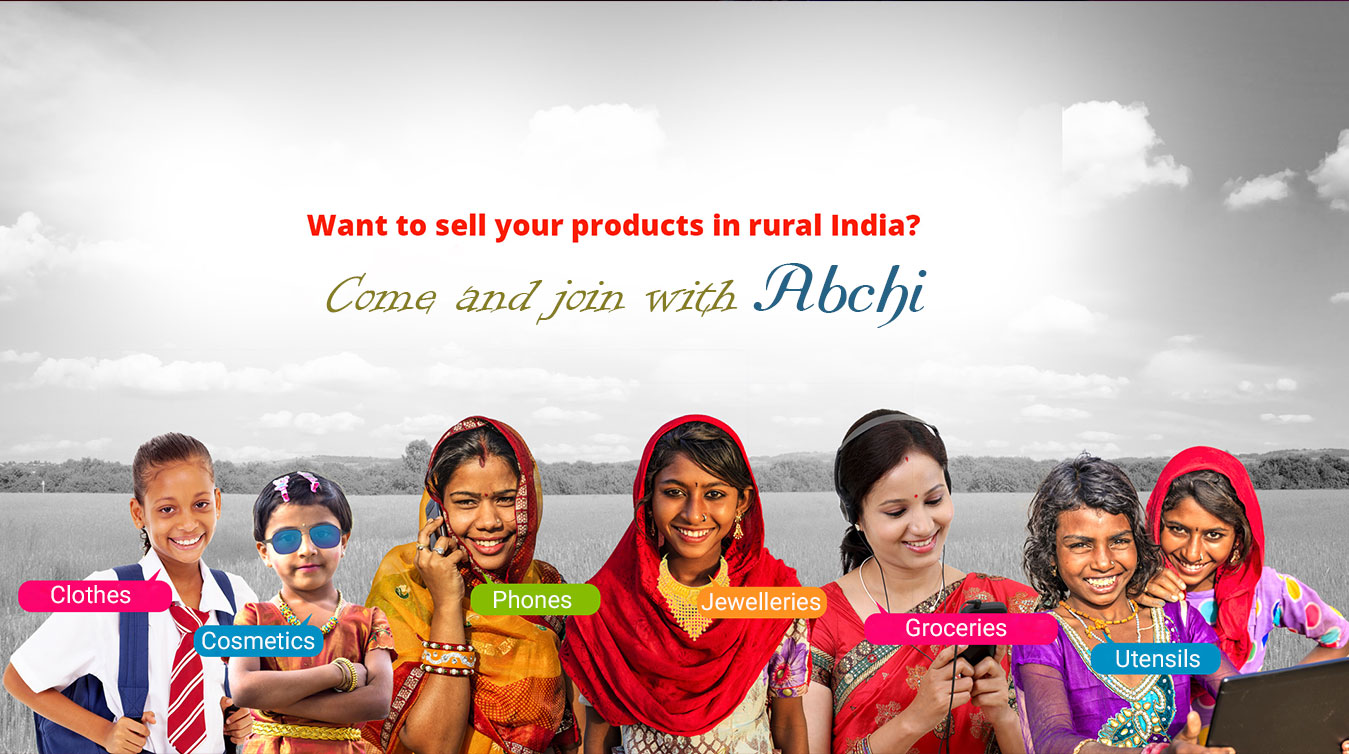 Want to sell your products in rural India?
Come and join with Abchi
Clothes
Cosmetics
Phones
Jewelleries
Groceries
Utensils